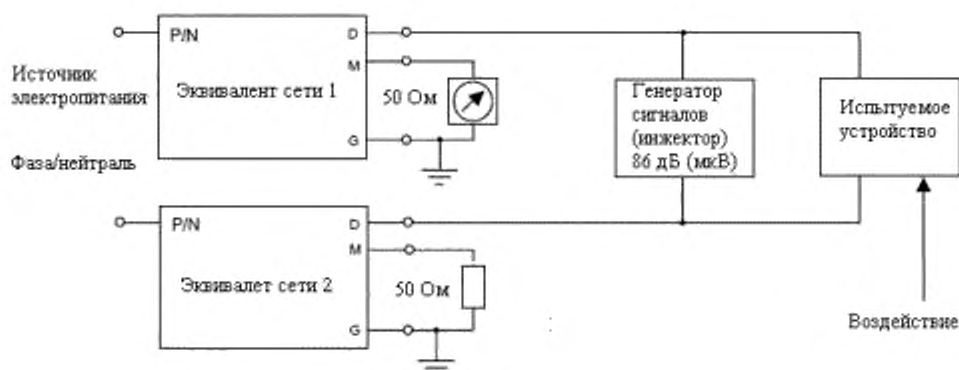 P/N
D
M
G
Источник
электропитания
Эквивалент сети 1
50 Ом
Фаза/нейтраль
Генератор
сигналов
(инжектор)
86 дБ (мкВ)
Испытуемое
устройство
P/N
D
M
G
Эквивалет сети 2
50 Ом
Воздействие